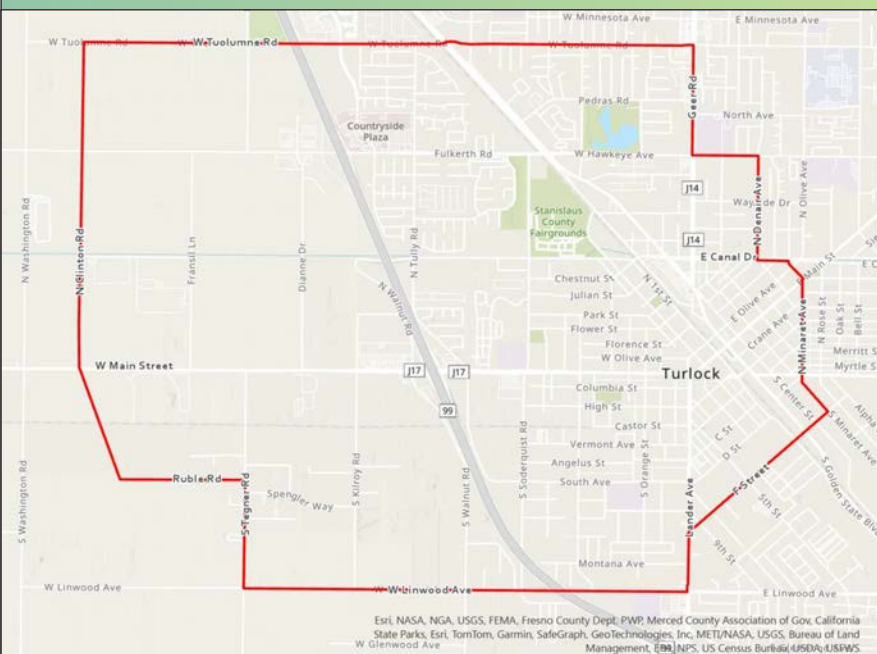 W Minnesota Ave
E Minnesota Ave
W Tuolumne Rd
W Tuolumne Rd
W Tuolumne Rd
W Tuolumne Rd
Geer Rd
Pedras Rd
North Ave
Countryside
Plaza
Fulkerth Rd
W Hawkeye Ave
J14
N Denair Ave
Wayside Dr
N Olive Ave
N Washington Rd
N Clinton Rd
Fransil Ln
Dianne Dr
N Tully Rd
Stanislaus
County
Fairgrounds
J14
E Canal Dr
E Main St
N Walnut Rd
Chestnut St
N 1st St
Julian St
E Olive Ave
Park St
Flower St
Crane Ave
N Minaret Ave
N Rose St
Oak St
Bell St
Florence St
W Olive Ave
Merritt S
Myrtle S
W Main Street
J17
J17
Turlock
99
Columbia St
High St
S Center St
Castor St
C St
D St
S Minaret Ave
Alpha
Vermont Ave
Angelus St
South Ave
S Orange St
S Soderquist Rd
S Walnut Rd
S Kilroy Rd
Lander Ave
F Street
5th St
9th St
S Golden State Blv
S Washington Rd
Ruble Rd
S Tegner Rd
Spengler Way
Montana Ave
W Linwood Ave
W Linwood Ave
E Linwood Ave
W Glenwood Ave
Esri, NASA, NGA, USGS, FEMA, Fresno County Dept. PWP, Merced County Association of Gov, California
State Parks, Esri, TomTom, Garmin, SafeGraph, GeoTechnologies, Inc, METI/NASA, USGS, Bureau of Land
Management, EPA, NPS, US Census Bureau, USDA, USFWS